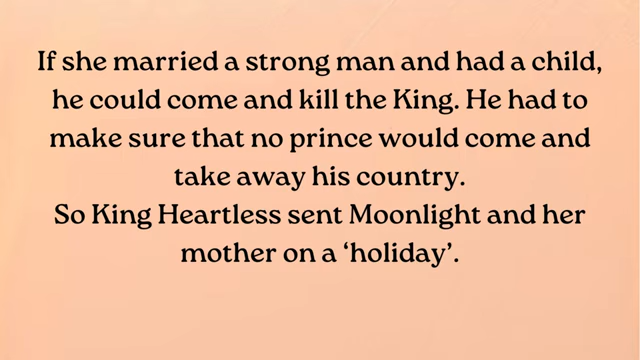 If she married a strong man and had a child,
he could come and kill the King. He had to
make sure that no prince would come and
take away his country.
So King Heartless sent Moonlight and her
mother on a ‘holiday’.